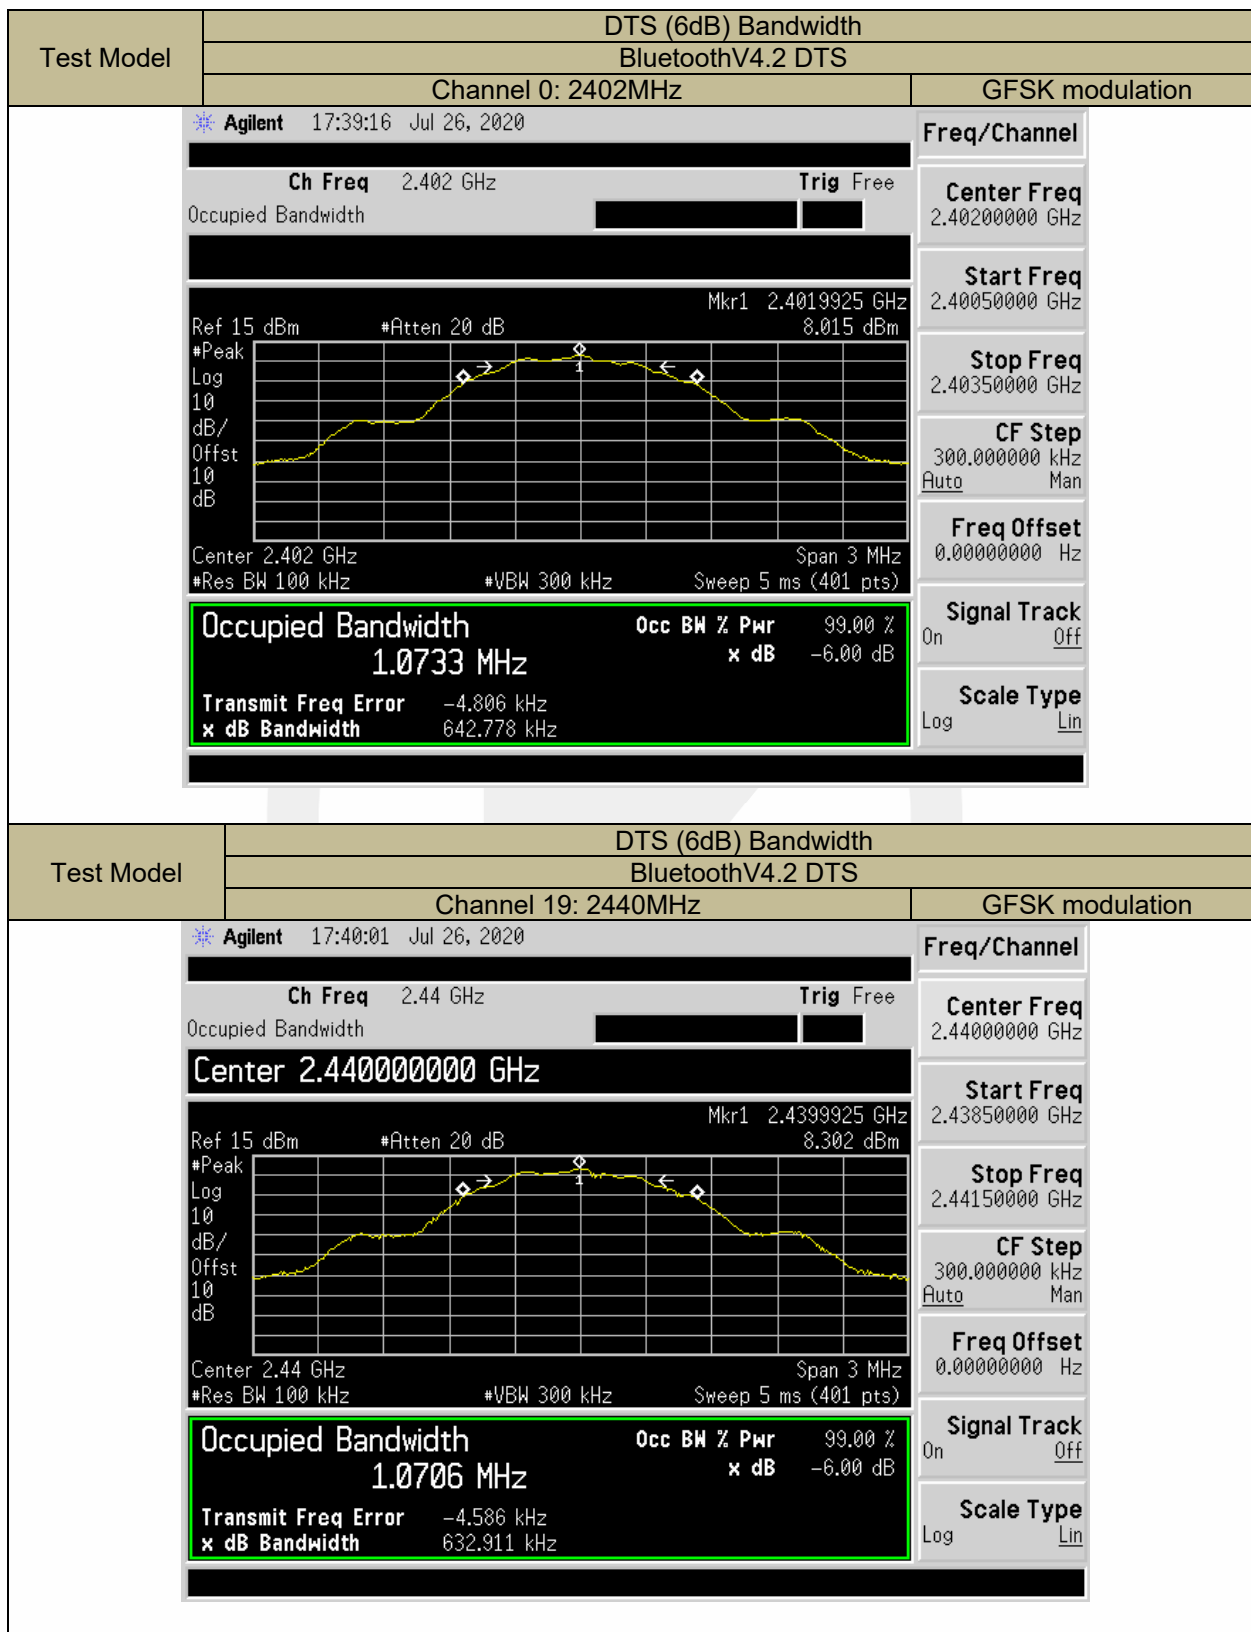 DTS (6dB) Bandwidth
Test Model
BluetoothV4.2 DTS
Channel 0: 2402MHz GFSK modulation
Agilent 17:39:16 Jul 26, 2020
Freq/Channel
Ch Freq 2.402 GHz Trig Free
Occupied Bandwidth
Center Freq
2.40200000 GHz
Start Freq
2.40050000 GHz
Stop Freq
2.40350000 GHz
CF Step
300.000000 kHz
Auto Man
Freq Offset
0.00000000 Hz
Signal Track
On Off
Scale Type
Log Lin
Mkr1 2.4019925 GHz
Ref 15 dBm #Atten 20 dB 8.015 dBm
#Peak
Log
10
dB/
Offst
10
dB
1
Center 2.402 GHz Span 3 MHz
#Res BW 100 kHz #VBW 300 kHz Sweep 5 ms (401 pts)
Occupied Bandwidth Occ BW % Pwr 99.00 %
1.0733 MHz x dB -6.00 dB
Transmit Freq Error -4.806 kHz
x dB Bandwidth 642.778 kHz
DTS (6dB) Bandwidth
Test Model
BluetoothV4.2 DTS
Channel 19: 2440MHz GFSK modulation
Agilent 17:40:01 Jul 26, 2020
Freq/Channel
Ch Freq 2.44 GHz Trig Free
Occupied Bandwidth
Center 2.440000000 GHz
Center Freq
2.44000000 GHz
Start Freq
2.43850000 GHz
Stop Freq
2.44150000 GHz
CF Step
300.000000 kHz
Auto Man
Freq Offset
0.00000000 Hz
Signal Track
On Off
Scale Type
Log Lin
Mkr1 2.4399925 GHz
Ref 15 dBm #Atten 20 dB 8.302 dBm
#Peak
Log
10
dB/
Offst
10
dB
1
Center 2.44 GHz Span 3 MHz
#Res BW 100 kHz #VBW 300 kHz Sweep 5 ms (401 pts)
Occupied Bandwidth Occ BW % Pwr 99.00 %
1.0706 MHz x dB -6.00 dB
Transmit Freq Error -4.586 kHz
x dB Bandwidth 632.911 kHz